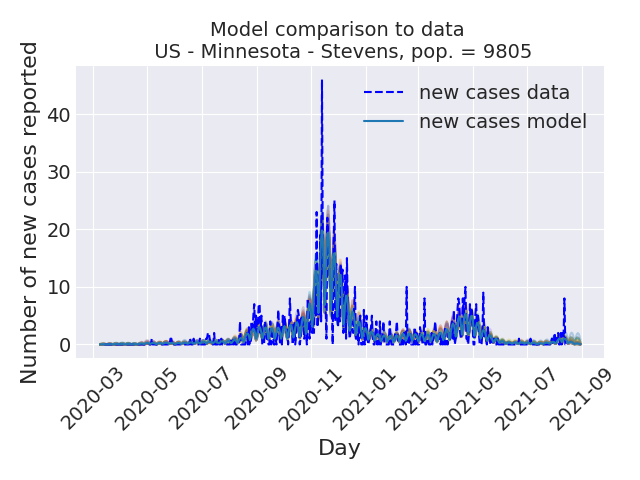 Model comparison to data
US - Minnesota - Stevens, pop. = 9805
Number of new cases reported
40
30
20
10
0
new cases data
new cases model
2020-03
2020-05
2020-07
2020-09
2020-11
2021-01
2021-03
2021-05
2021-07
2021-09
Day